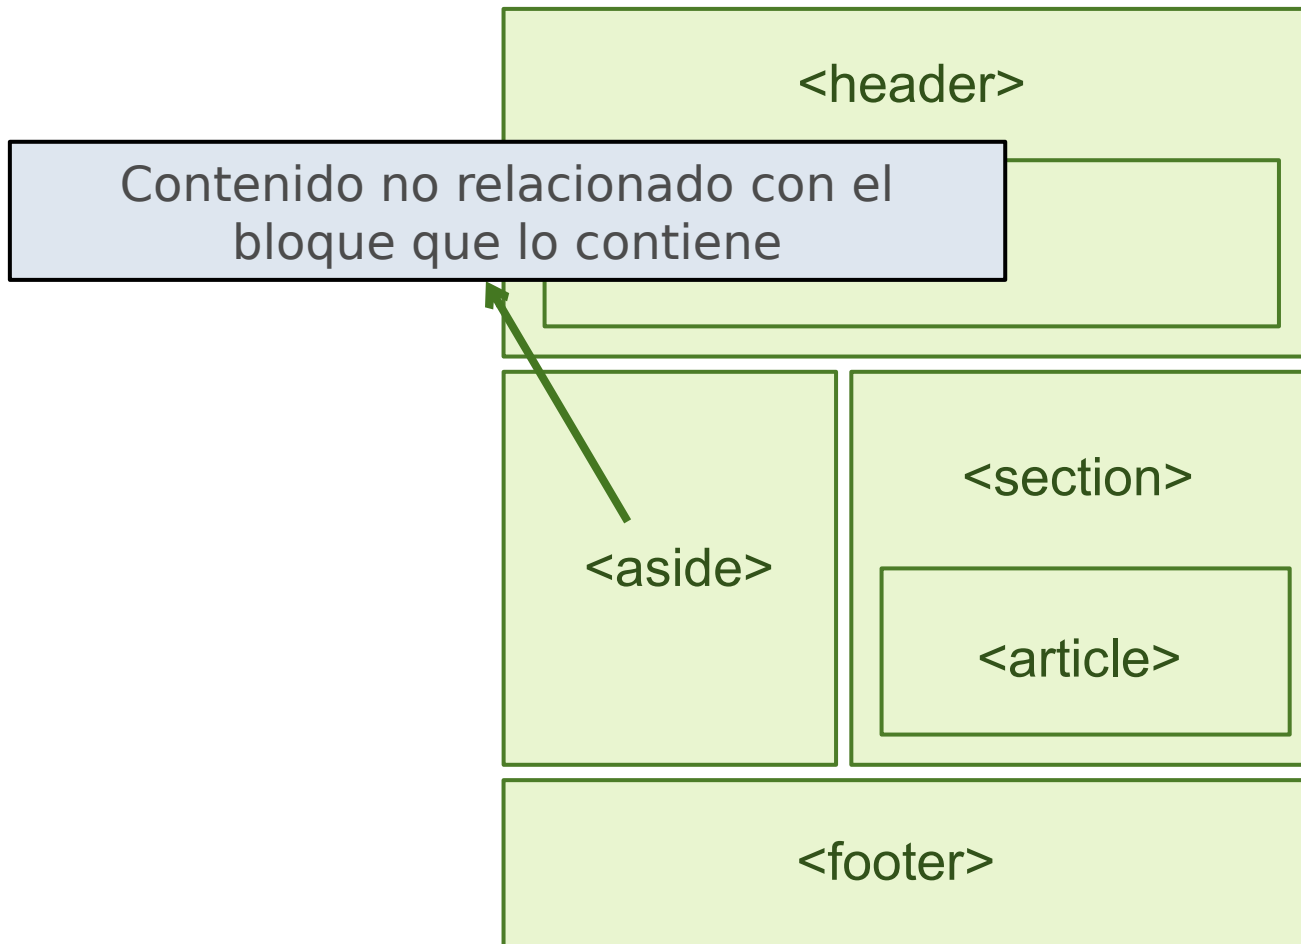 <header>
Contenido no relacionado con el
bloque que lo contiene
<section>
<aside>
<article>
<footer>